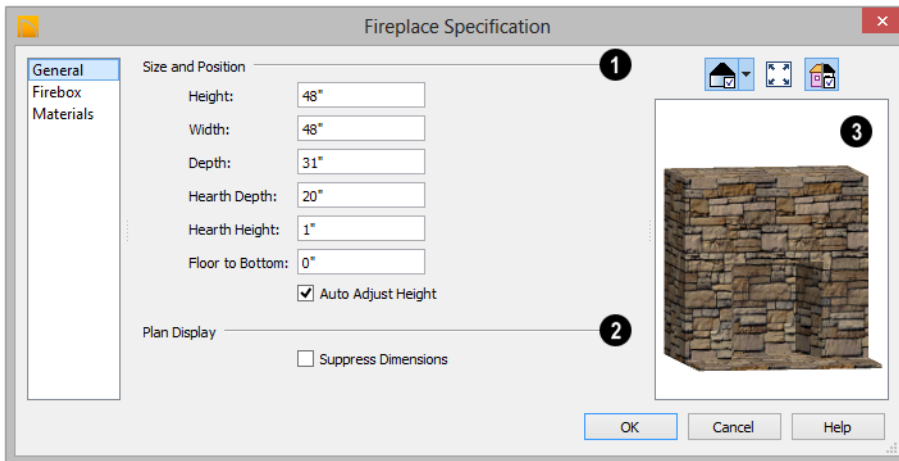 Fireplace Specification
General
Firebox
Materials
Size and Position
1
Height: 48"
Width: 48"
Depth: 31"
Hearth Depth: 20"
Hearth Height: 1"
Floor to Bottom: 0"
Auto Adjust Height
Plan Display
2
Suppress Dimensions
3
OK Cancel Help